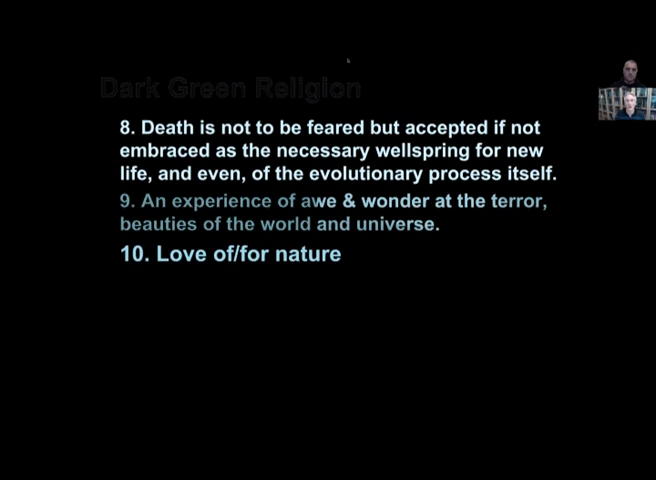 Dark Green Religion
8. Death is not to be feared but accepted if not
embraced as the necessary wellspring for new
life, and even, of the evolutionary process itself.
9. An experience of awe & wonder at the terror,
beauties of the world and universe.
10. Love of/for nature